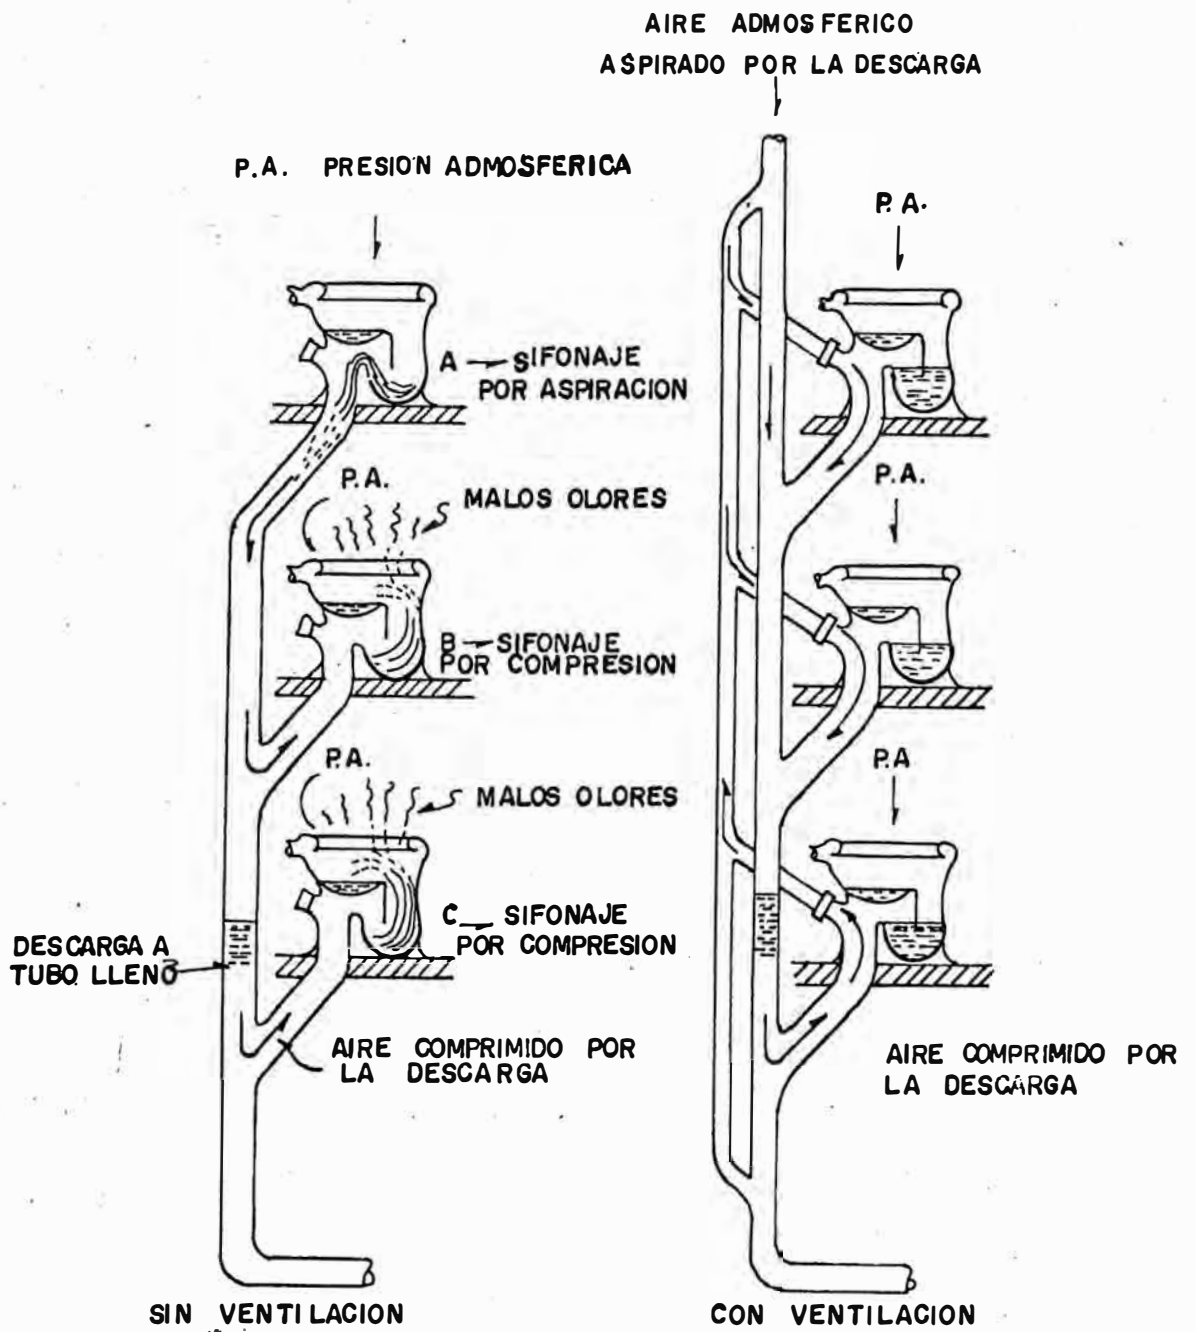 AIRE ADMOSFERICO
ASPIRADO POR LA DESCARGA
P.A. PRESION ADMOSFERICA
P.A.
A SIFONAJE
POR ASPIRACION
P.A.
MALOS OLORES
P.A.
B SIFONAJE
POR COMPRESION
P.A.
MALOS OLORES
P.A
C SIFONAJE
POR COMPRESION
DESCARGA A
TUBO LLENO
AIRE COMPRIMIDO POR
LA DESCARGA
AIRE COMPRIMIDO POR
LA DESCARGA
SIN VENTILACION
CON VENTILACION